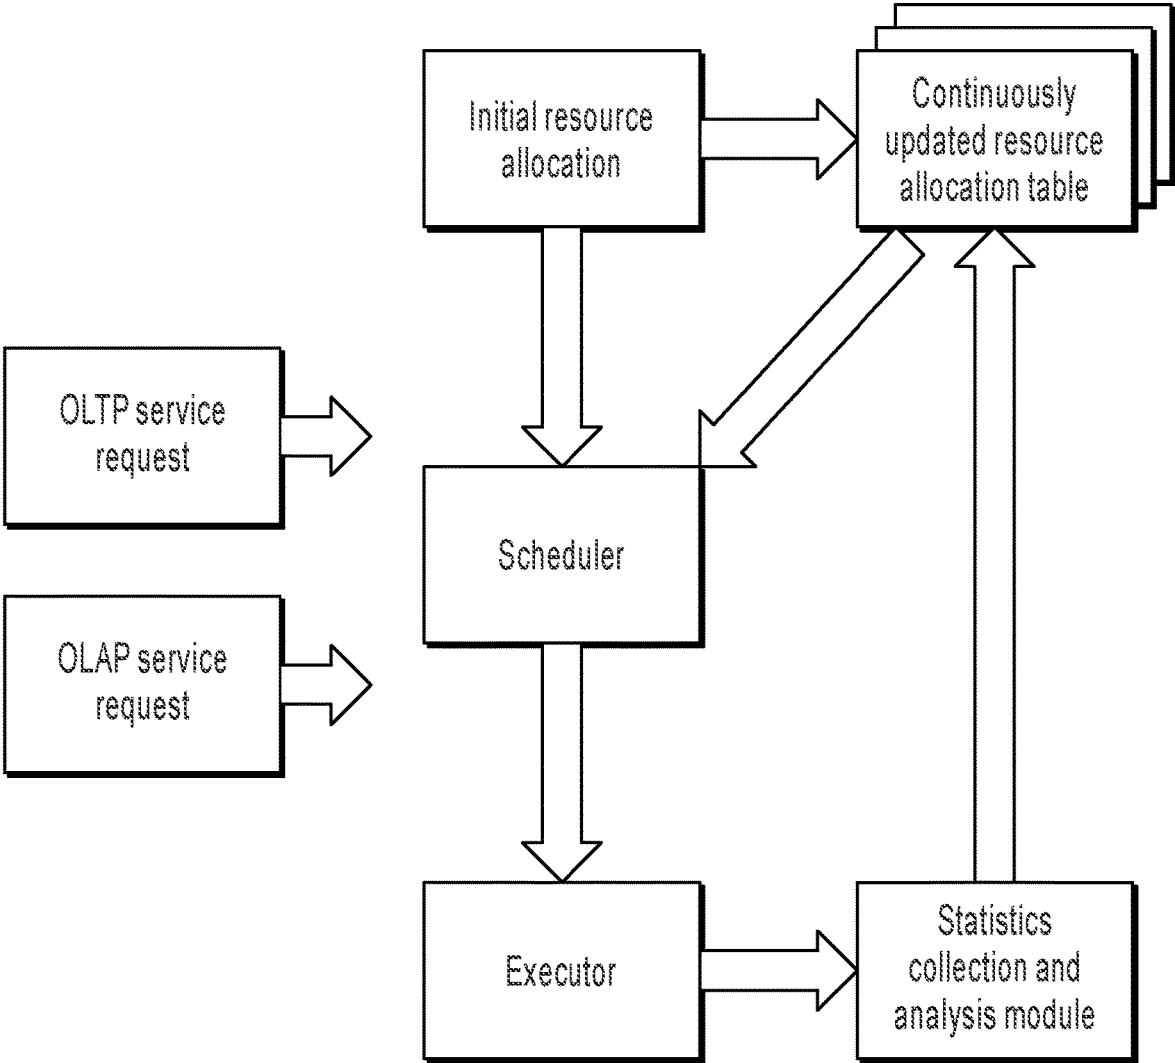 Initial resource
allocation
Continuously
updated resource
allocation table
OLTP service
request
Scheduler
OLAP service
request
Executor
Statistics
collection and
analysis module